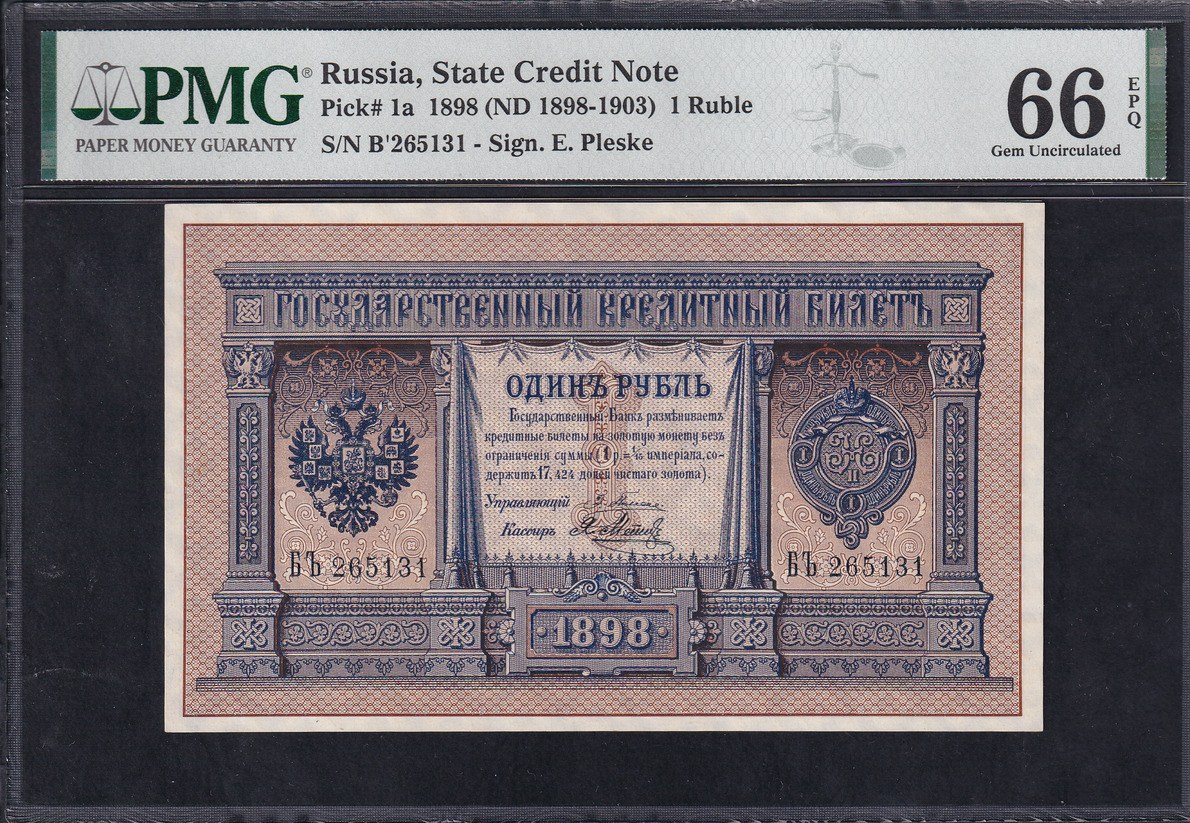 PMG®
PAPER MONEY GUARANTY
Russia, State Credit Note
Pick# 1a 1898 (ND 1898-1903) 1 Ruble
S/N B'265131 - Sign. E. Pleske
66
EPQ
Gem Uncirculated
ГОСУДАРСТВЕННЫЙ КРЕДИТНЫЙ БИЛЕТЪ
ОДИНЪ РУБЛЬ
Государственный Банкъ размѣниваетъ
кредитные билеты на золотую монету безъ
ограниченія суммы (1 р. = 1/15 имперіала, со-
держитъ 17,424 долей чистаго золота).
Управляющій
Кассиръ
БЪ 265131
БЪ 265131
1898